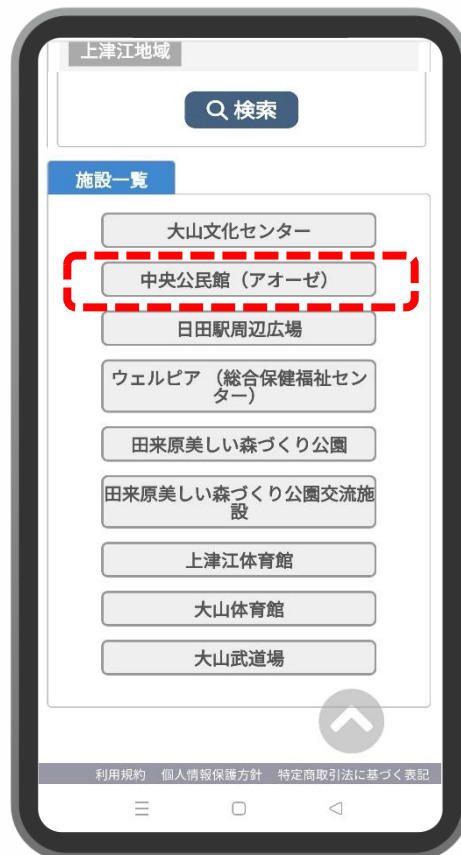 上津江地域
検索
施設一覧
大山文化センター
中央公民館（アオーゼ）
日田駅周辺広場
ウェルピア （総合保健福祉セン
ター）
田来原美しい森づくり公園
田来原美しい森づくり公園交流施
設
上津江体育館
大山体育館
大山武道場
利用規約 個人情報保護方針 特定商取引法に基づく表記